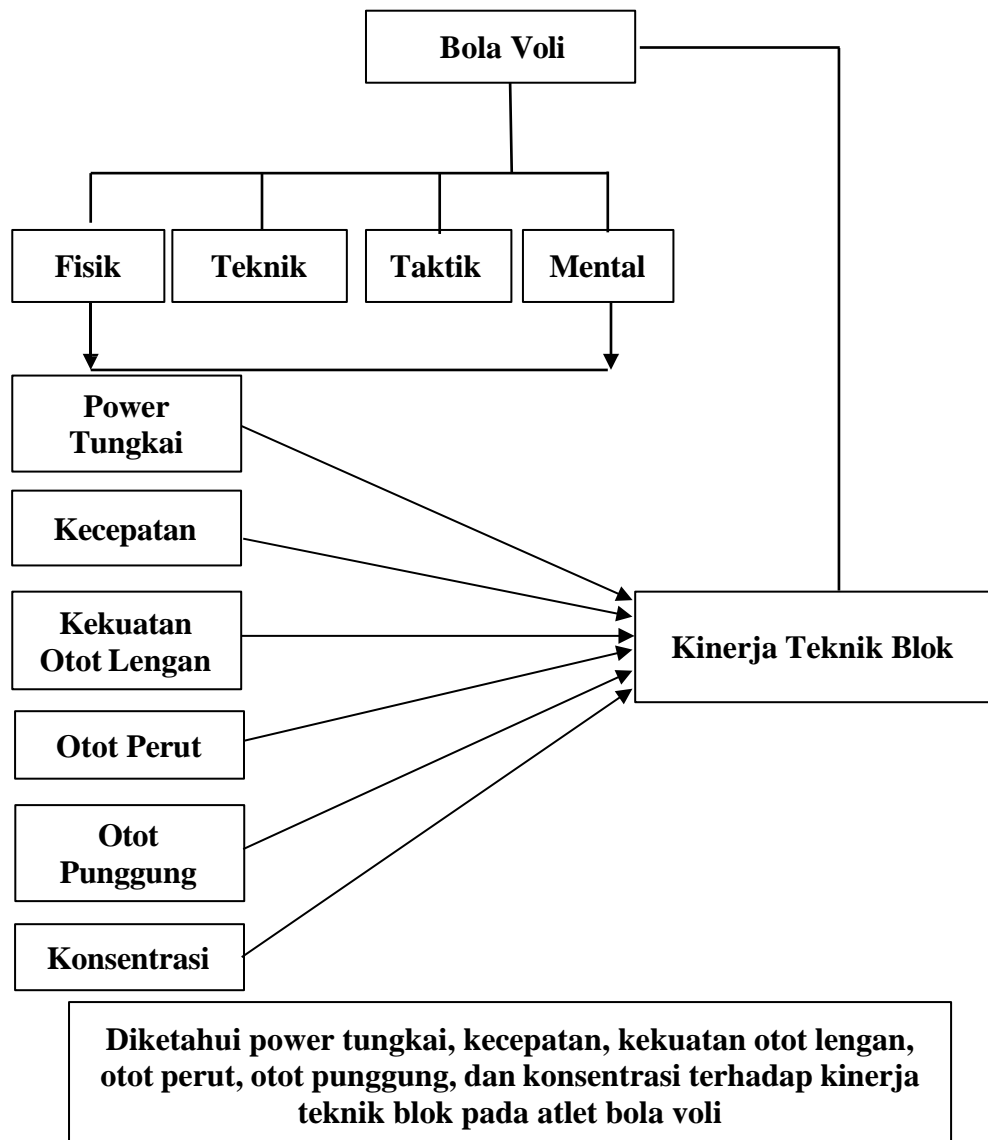 Bola Voli
Fisik
Teknik
Taktik
Mental
Power
Tungkai
Kecepatan
Kekuatan
Otot Lengan
Kinerja Teknik Blok
Otot Perut
Otot
Punggung
Konsentrasi
Diketahui power tungkai, kecepatan, kekuatan otot lengan,
otot perut, otot punggung, dan konsentrasi terhadap kinerja
teknik blok pada atlet bola voli